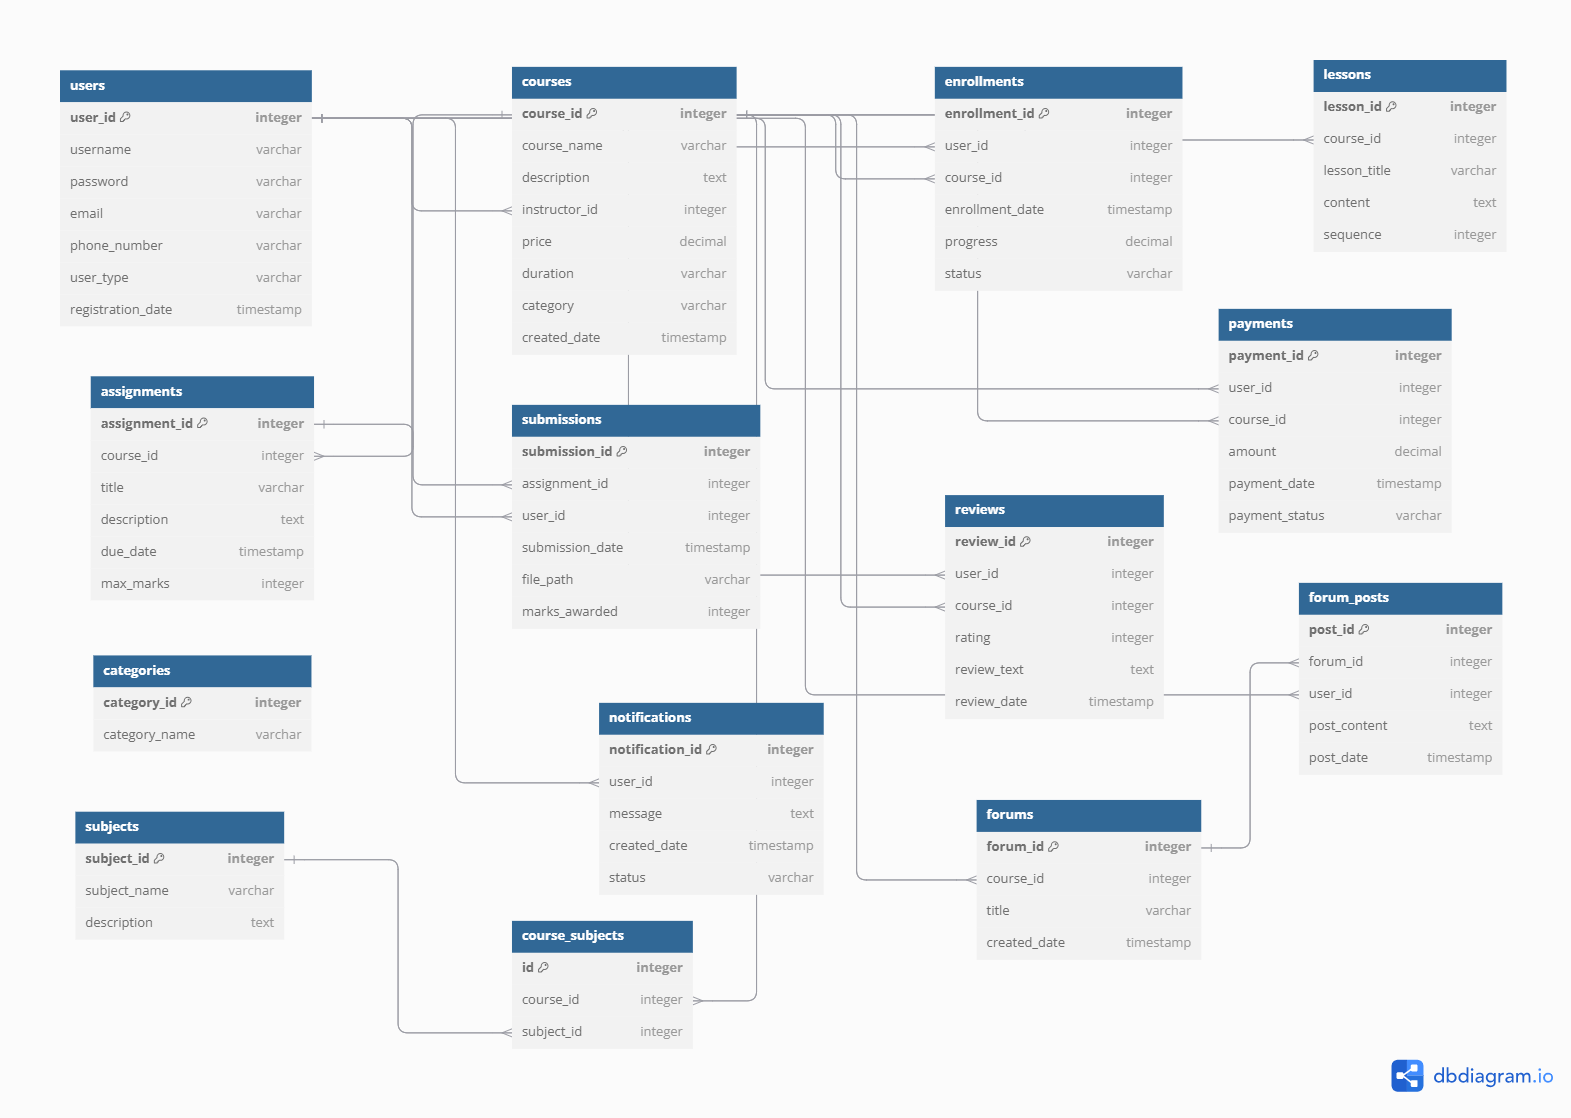 users
user_id integer
username varchar
password varchar
email varchar
phone_number varchar
user_type varchar
registration_date timestamp
courses
course_id integer
course_name varchar
description text
instructor_id integer
price decimal
duration varchar
category varchar
created_date timestamp
enrollments
enrollment_id integer
user_id integer
course_id integer
enrollment_date timestamp
progress decimal
status varchar
lessons
lesson_id integer
course_id integer
lesson_title varchar
content text
sequence integer
payments
payment_id integer
user_id integer
course_id integer
amount decimal
payment_date timestamp
payment_status varchar
assignments
assignment_id integer
course_id integer
title varchar
description text
due_date timestamp
max_marks integer
submissions
submission_id integer
assignment_id integer
user_id integer
submission_date timestamp
file_path varchar
marks_awarded integer
reviews
review_id integer
user_id integer
course_id integer
rating integer
review_text text
review_date timestamp
forum_posts
post_id integer
forum_id integer
user_id integer
post_content text
post_date timestamp
categories
category_id integer
category_name varchar
notifications
notification_id integer
user_id integer
message text
created_date timestamp
status varchar
forums
forum_id integer
course_id integer
title varchar
created_date timestamp
subjects
subject_id integer
subject_name varchar
description text
course_subjects
id integer
course_id integer
subject_id integer
dbdiagram.io